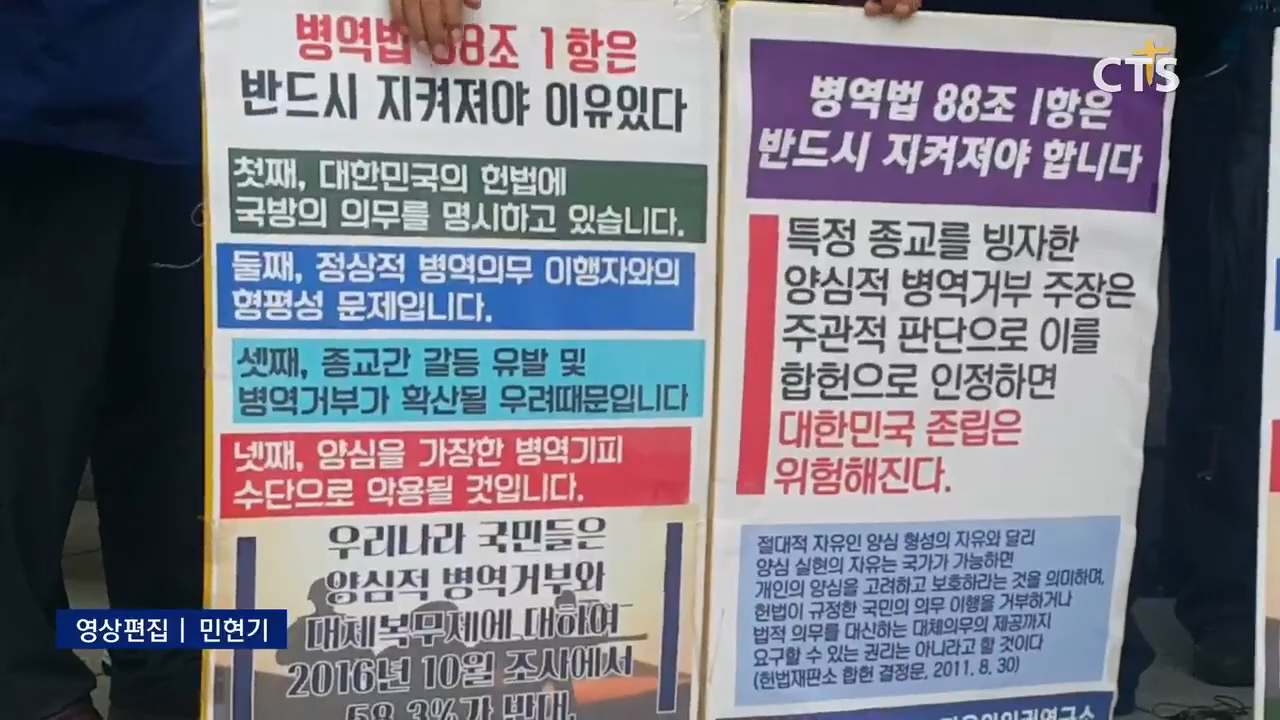 병역법 88조 1항은
반드시 지켜져야 이유있다
첫째, 대한민국의 헌법에
국방의 의무를 명시하고 있습니다.
둘째, 정상적 병역의무 이행자와의
형평성 문제입니다.
셋째, 종교간 갈등 유발 및
병역거부가 확산될 우려때문입니다
넷째, 양심을 가장한 병역기피
수단으로 악용될 것입니다.
우리나라 국민들은
양심적 병역거부와
대체복무제에 대하여
2016년 10월 조사에서
58.3%가 반대,
CTS
병역법 88조 1항은
반드시 지켜져야 합니다
특정 종교를 빙자한
양심적 병역거부 주장은
주관적 판단으로 이를
합헌으로 인정하면
대한민국 존립은
위험해진다.
절대적 자유인 양심 형성의 자유와 달리
양심 실현의 자유는 국가가 가능하면
개인의 양심을 고려하고 보호하라는 것을 의미하며,
헌법이 규정한 국민의 의무 이행을 거부하거나
법적 의무를 대신하는 대체의무의 제공까지
요구할 수 있는 권리는 아니라고 할 것이다
(헌법재판소 합헌 결정문, 2011. 8. 30)
영상편집 | 민현기